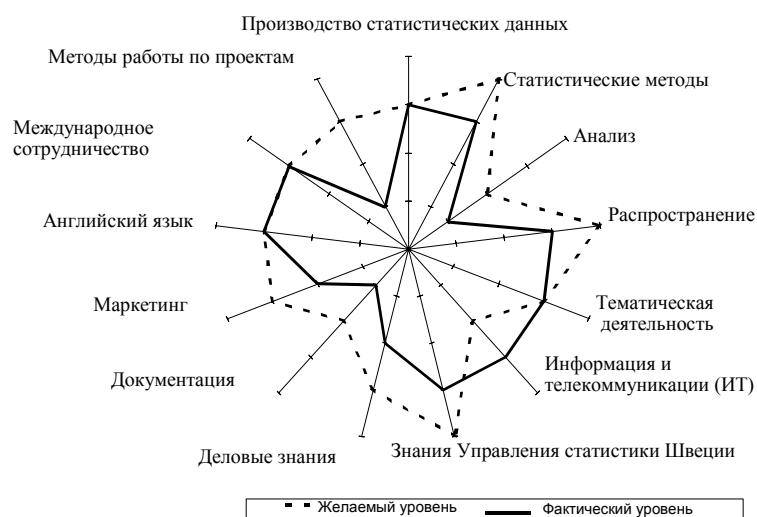 Производство статистических данных
Методы работы по проектам
Статистические методы
Международное
сотрудничество
Анализ
Английский язык
Распространение
Маркетинг
Тематическая
деятельность
Документация
Информация и
телекоммуникации (ИТ)
Деловые знания
Знания Управления статистики Швеции
Желаемый уровень
Фактический уровень